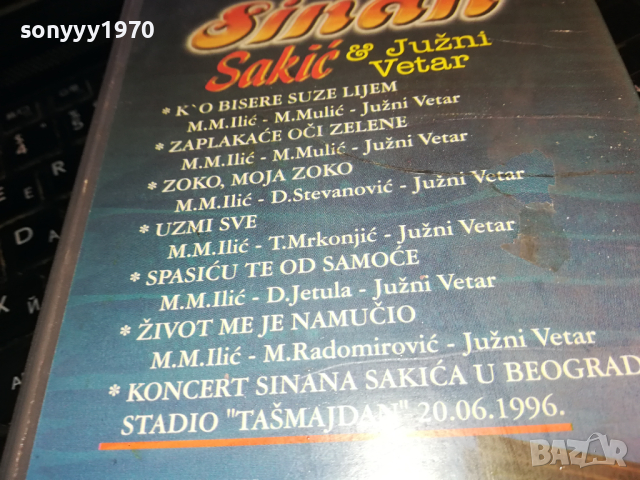 sonyyy1970
Sinan
Sakić & Južni
Vetar
* K`O BISERE SUZE LIJEM
M.M.Ilić - M.Mulić - Južni Vetar
* ZAPLAKAĆE OČI ZELENE
M.M.Ilić - M.Mulić - Južni Vetar
* ZOKO, MOJA ZOKO
M.M.Ilić - D.Stevanović - Južni Vetar
* UZMI SVE
M.M.Ilić - T.Mrkonjić - Južni Vetar
* SPASIĆU TE OD SAMOĆE
M.M.Ilić - D.Jetula - Južni Vetar
* ŽIVOT ME JE NAMUČIO
M.M.Ilić - M.Radomirović - Južni Vetar
* KONCERT SINANA SAKIĆA U BEOGRAD
STADIO "TAŠMAJDAN" 20.06.1996.
BAZAR